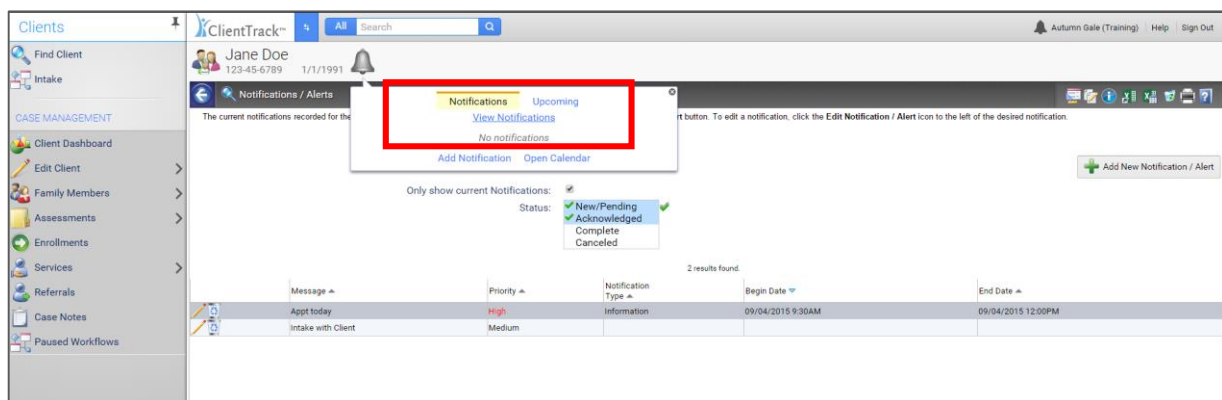 Clients
ClientTrack™
All
Search
Autumn Gale (Training)
Help
Sign Out
Find Client
Intake
CASE MANAGEMENT
Client Dashboard
Edit Client
Family Members
Assessments
Enrollments
Services
Referrals
Case Notes
Paused Workflows
Jane Doe
123-45-6789 1/1/1991
Notifications / Alerts
The current notifications recorded for the
rt button. To edit a notification, click the Edit Notification / Alert icon to the left of the desired notification.
Notifications Upcoming
View Notifications
No notifications
Add Notification Open Calendar
Add New Notification / Alert
Only show current Notifications:
Status:
New/Pending
Acknowledged
Complete
Canceled
2 results found.
Message Priority Notification Type Begin Date End Date
Appt today High Information 09/04/2015 9:30AM 09/04/2015 12:00PM
Intake with Client Medium